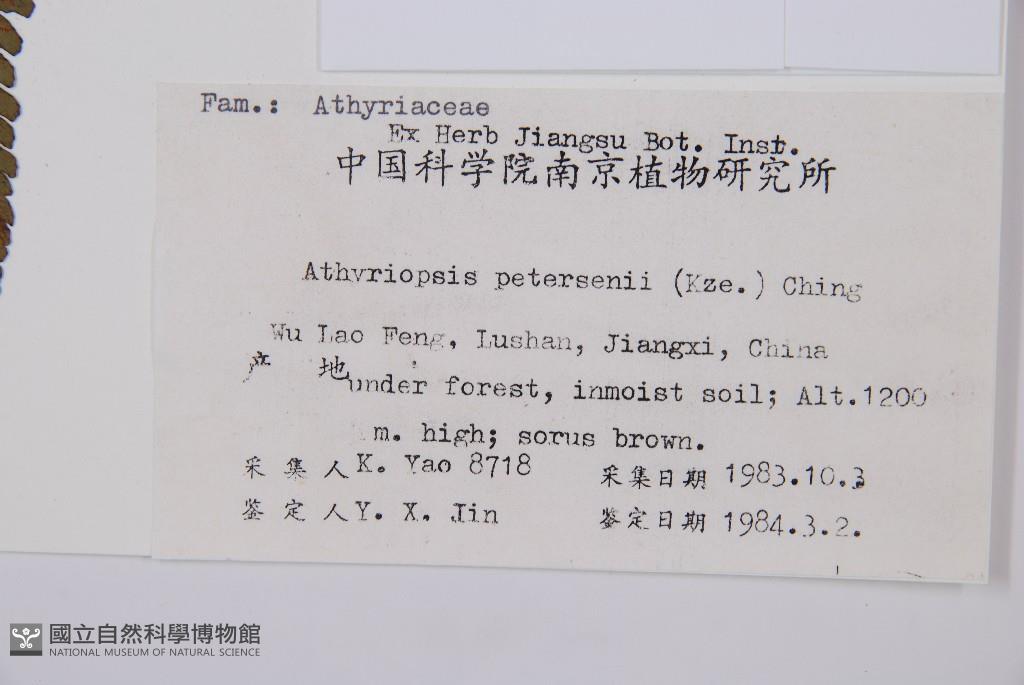 Fam.: Athyriaceae
Ex Herb Jiangsu Bot. Inst.
中国科学院南京植物研究所
Athyriopsis petersenii (Kze.) Ching
Wu Lao Feng, Lushan, Jiangxi, China
产 地 under forest, inmoist soil; Alt.1200
m. high; sorus brown.
采 集 人 K. Yao 8718 采集日期 1983.10.3
鉴 定 人 Y. X. Jin 鉴定日期 1984.3.2.
國立自然科學博物館
NATIONAL MUSEUM OF NATURAL SCIENCE